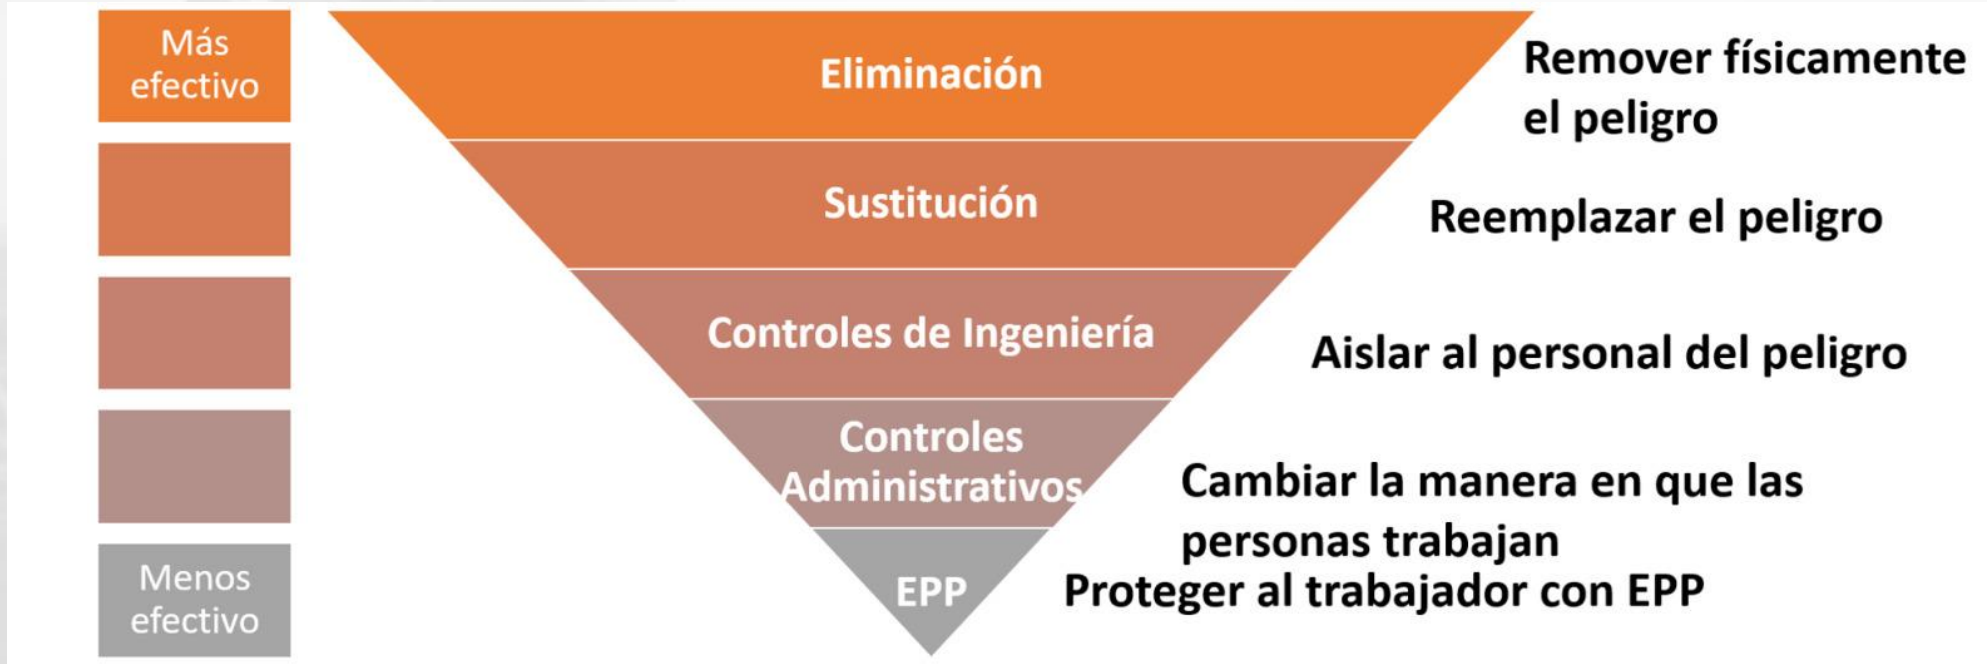 Más
efectivo
Eliminación
Remover físicamente
el peligro
Sustitución
Reemplazar el peligro
Controles de Ingeniería
Aislar al personal del peligro
Controles
Administrativos
Cambiar la manera en que las
personas trabajan
Menos
efectivo
EPP
Proteger al trabajador con EPP